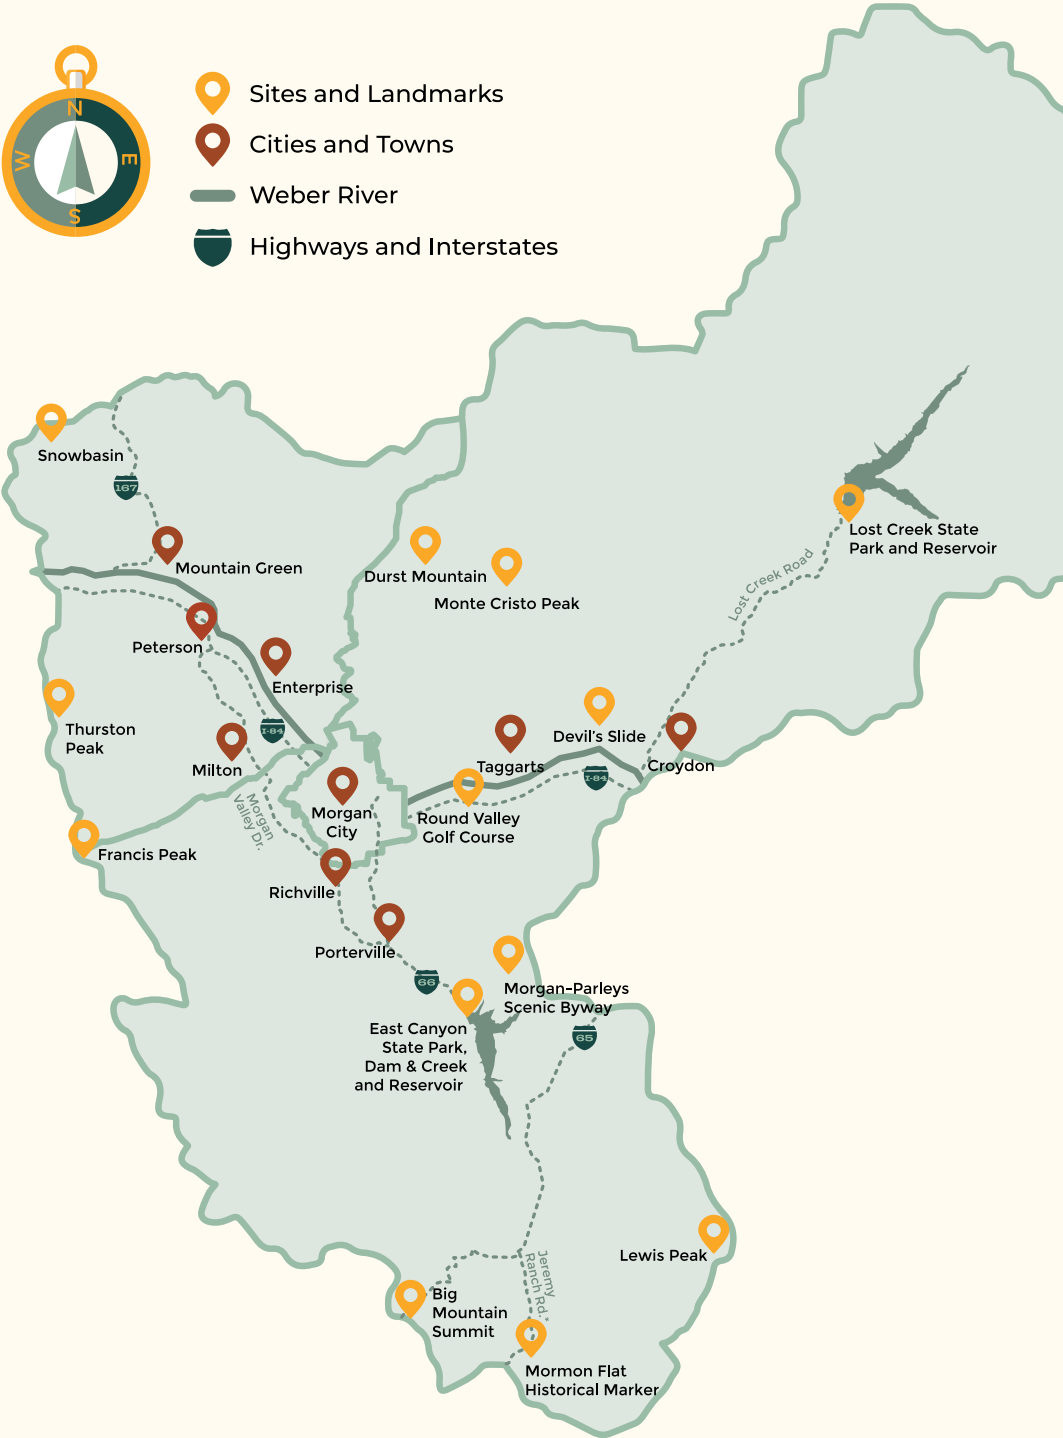 N
W
E
S
Sites and Landmarks
Cities and Towns
Weber River
Highways and Interstates
Snowbasin
167
Mountain Green
Durst Mountain
Monte Cristo Peak
Lost Creek State
Park and Reservoir
Lost Creek Road
Peterson
Enterprise
Thurston
Peak
I-84
Milton
Devil's Slide
Taggarts
Croydon
I-84
Morgan
Valley Dr.
Morgan
City
Round Valley
Golf Course
Francis Peak
Richville
Porterville
66
Morgan-Parleys
Scenic Byway
East Canyon
State Park,
Dam & Creek
and Reservoir
65
Lewis Peak
Jeremy
Ranch Rd.
Big
Mountain
Summit
Mormon Flat
Historical Marker